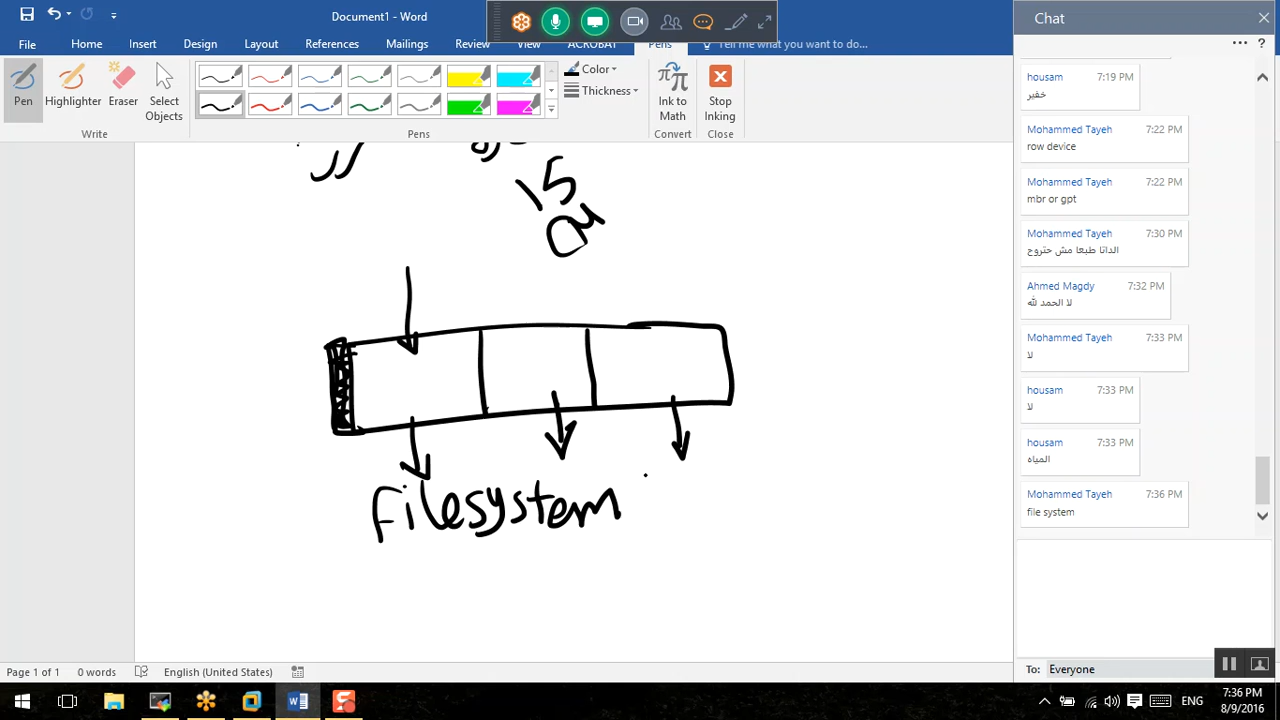 Document1 - Word
Chat
File
Home
Insert
Design
Layout
References
Mailings
Review
View
ACROBAT
Pens
Tell me what you want to do...
Pen
Highlighter
Eraser
Select Objects
Color
Thickness
Ink to Math
Stop Inking
Write
Pens
Convert
Close
15
Filesystem
housam 7:19 PM
خفير
Mohammed Tayeh 7:22 PM
row device
Mohammed Tayeh 7:22 PM
mbr or gpt
Mohammed Tayeh 7:30 PM
الداتا طبعا مش حتروح
Ahmed Magdy 7:32 PM
لا الحمد لله
Mohammed Tayeh 7:33 PM
لا
housam 7:33 PM
لا
housam 7:33 PM
المياه
Mohammed Tayeh 7:36 PM
file system
To: Everyone
Page 1 of 1 0 words English (United States)
ENG
7:36 PM
8/9/2016